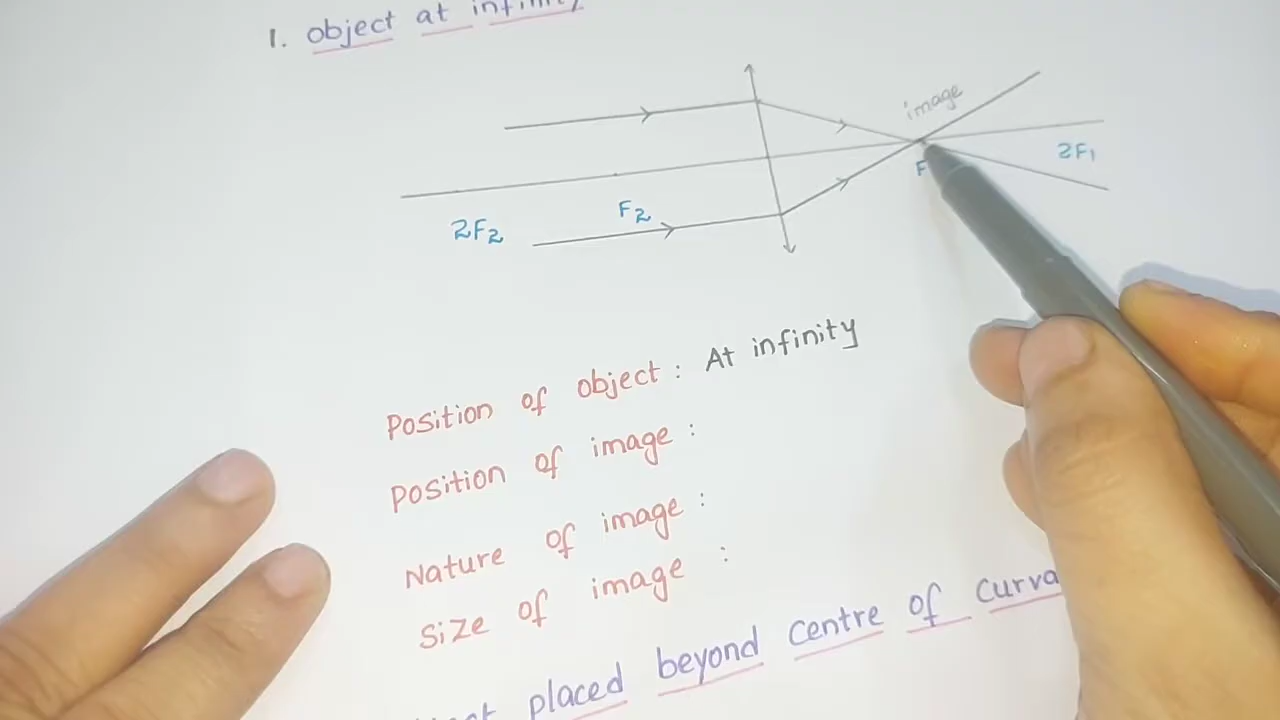 1. object at infinity
image
2F1
F
F2
2F2
Position of object: At infinity
Position of image:
Nature of image:
Size of image:
placed beyond centre of